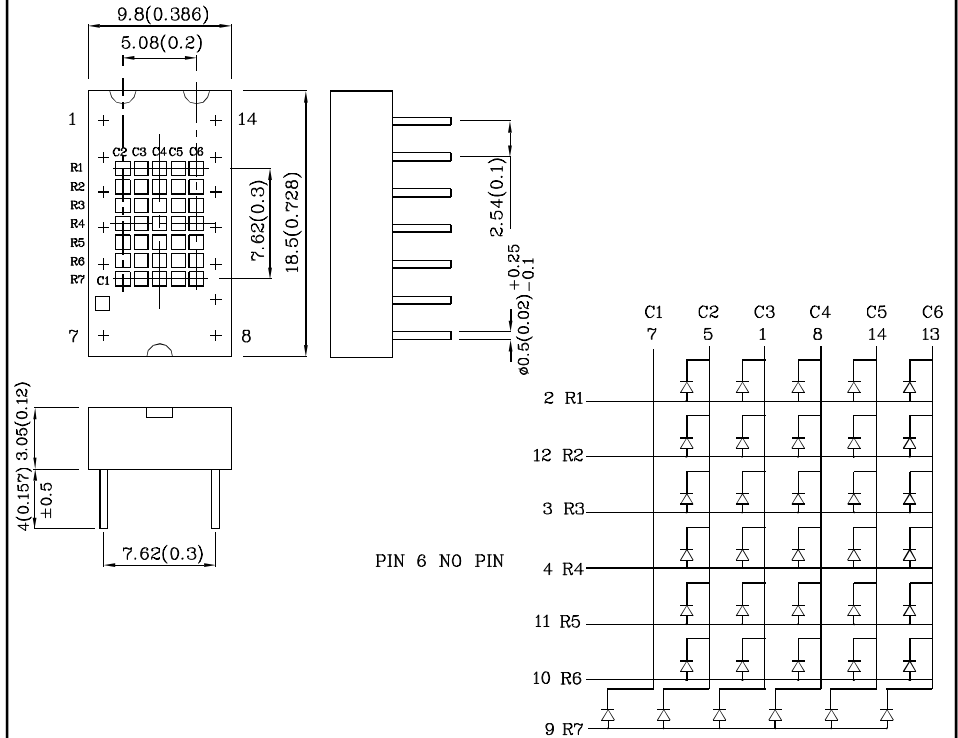 9.8(0.386)
5.08(0.2)
1 14
C2 C3 C4 C5 C6
R1
R2
R3
R4
R5
R6
R7 C1
7 8
7.62(0.3)
18.5(0.728)
2.54(0.1)
ø0.5(0.02) +0.25 -0.1
3.05(0.12)
4(0.157)
±0.5
7.62(0.3)
PIN 6 NO PIN
C1 C2 C3 C4 C5 C6
7 5 1 8 14 13
2 R1
12 R2
3 R3
4 R4
11 R5
10 R6
9 R7